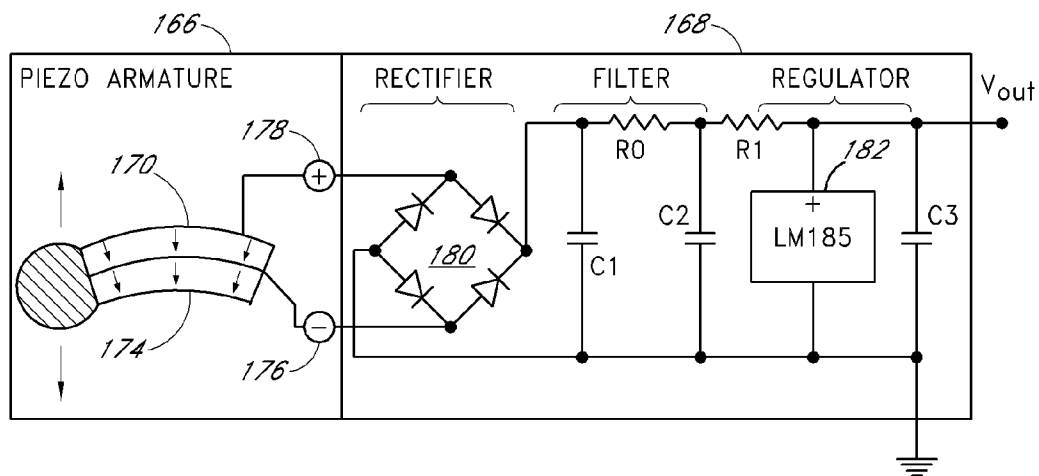 166
168
PIEZO ARMATURE
RECTIFIER
FILTER
REGULATOR
Vout
178
170
+
R0
R1
182
+
C2
LM185
C3
180
C1
−
174
176